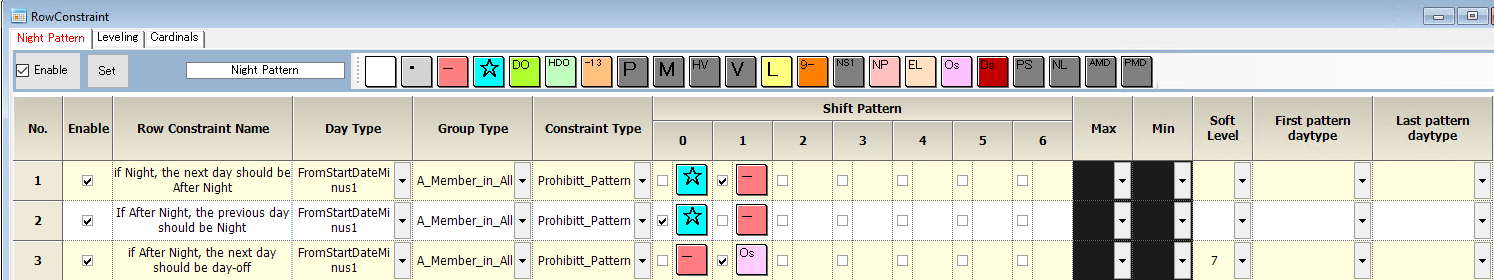 RowConstraint
Night Pattern Leveling Cardinals
Enable Set Night Pattern • − ☆ DO HDO -13 P M HV V L 9- NS1 NP EL Os PS NL AMD PMD
No. Enable Row Constraint Name Day Type Group Type Constraint Type Shift Pattern Max Min Soft Level First pattern daytype Last pattern daytype
0 1 2 3 4 5 6
1 if Night, the next day should be After Night FromStartDateMinus1 A_Member_in_All Prohibitt_Pattern ☆ −
2 If After Night, the previous day should be Night FromStartDateMinus1 A_Member_in_All Prohibitt_Pattern ☆ −
3 if After Night, the next day should be day-off FromStartDateMinus1 A_Member_in_All Prohibitt_Pattern − Os 7